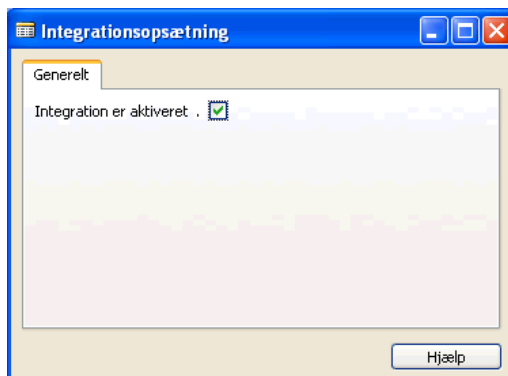 Integrationsopsætning
Generelt
Integration er aktiveret .
Hjælp